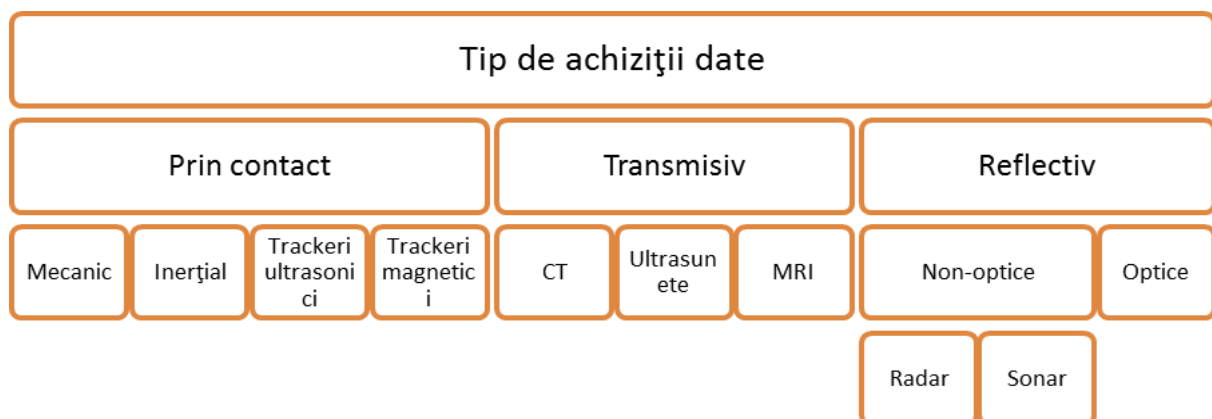 Tip de achiziţii date
Prin contact
Transmisiv
Reflectiv
Mecanic
Inerţial
Trackeri
ultrasoni
ci
Trackeri
magnetic
i
CT
Ultrasun
ete
MRI
Non-optice
Optice
Radar
Sonar